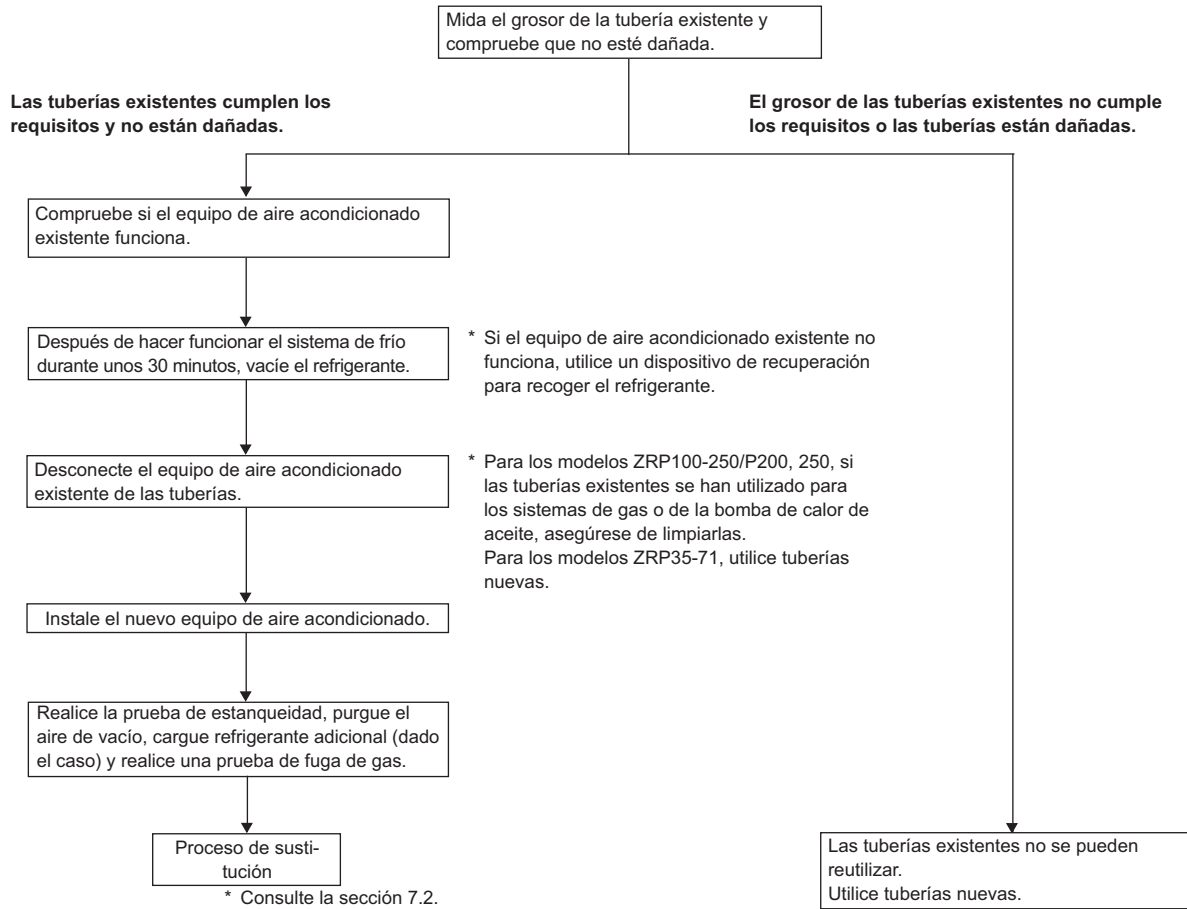 Mida el grosor de la tubería existente y
compruebe que no esté dañada.
Las tuberías existentes cumplen los
requisitos y no están dañadas.
El grosor de las tuberías existentes no cumple
los requisitos o las tuberías están dañadas.
Compruebe si el equipo de aire acondicionado
existente funciona.
Después de hacer funcionar el sistema de frío
durante unos 30 minutos, vacíe el refrigerante.
* Si el equipo de aire acondicionado existente no
funciona, utilice un dispositivo de recuperación
para recoger el refrigerante.
Desconecte el equipo de aire acondicionado
existente de las tuberías.
* Para los modelos ZRP100-250/P200, 250, si
las tuberías existentes se han utilizado para
los sistemas de gas o de la bomba de calor de
aceite, asegúrese de limpiarlas.
Para los modelos ZRP35-71, utilice tuberías
nuevas.
Instale el nuevo equipo de aire acondicionado.
Realice la prueba de estanqueidad, purgue el
aire de vacío, cargue refrigerante adicional (dado
el caso) y realice una prueba de fuga de gas.
Proceso de susti-
tución
* Consulte la sección 7.2.
Las tuberías existentes no se pueden
reutilizar.
Utilice tuberías nuevas.